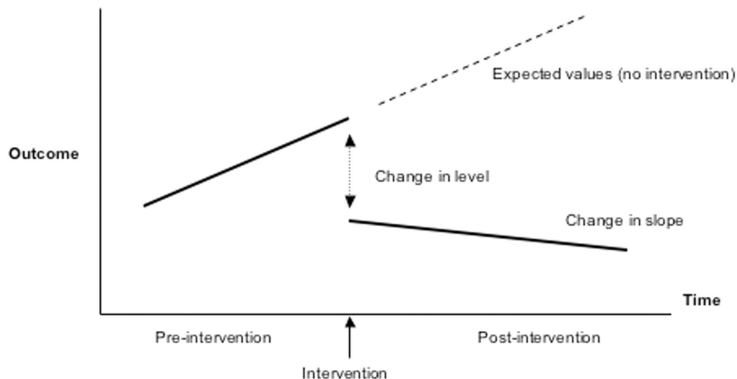 Expected values (no intervention)
Outcome
Change in level
Change in slope
Time
Pre-intervention
Post-intervention
Intervention